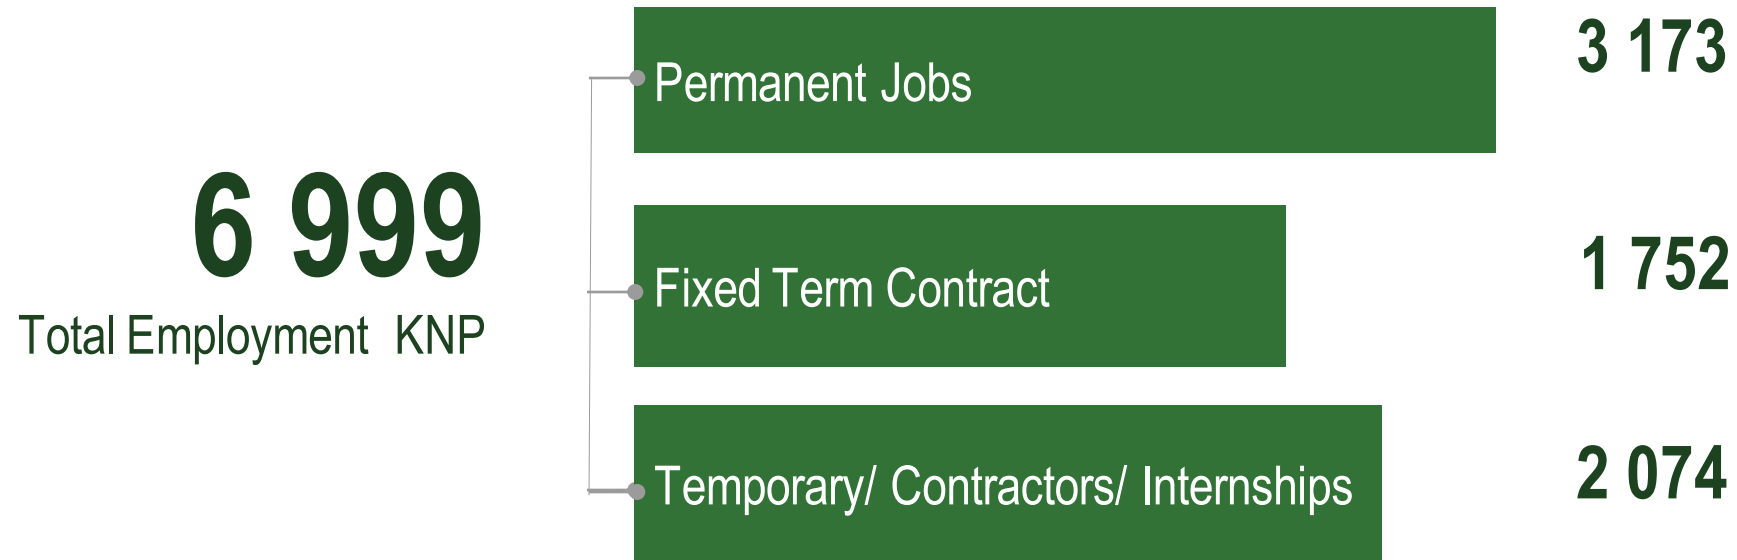 6 999
Total Employment KNP
Permanent Jobs
3 173
Fixed Term Contract
1 752
Temporary/ Contractors/ Internships
2 074